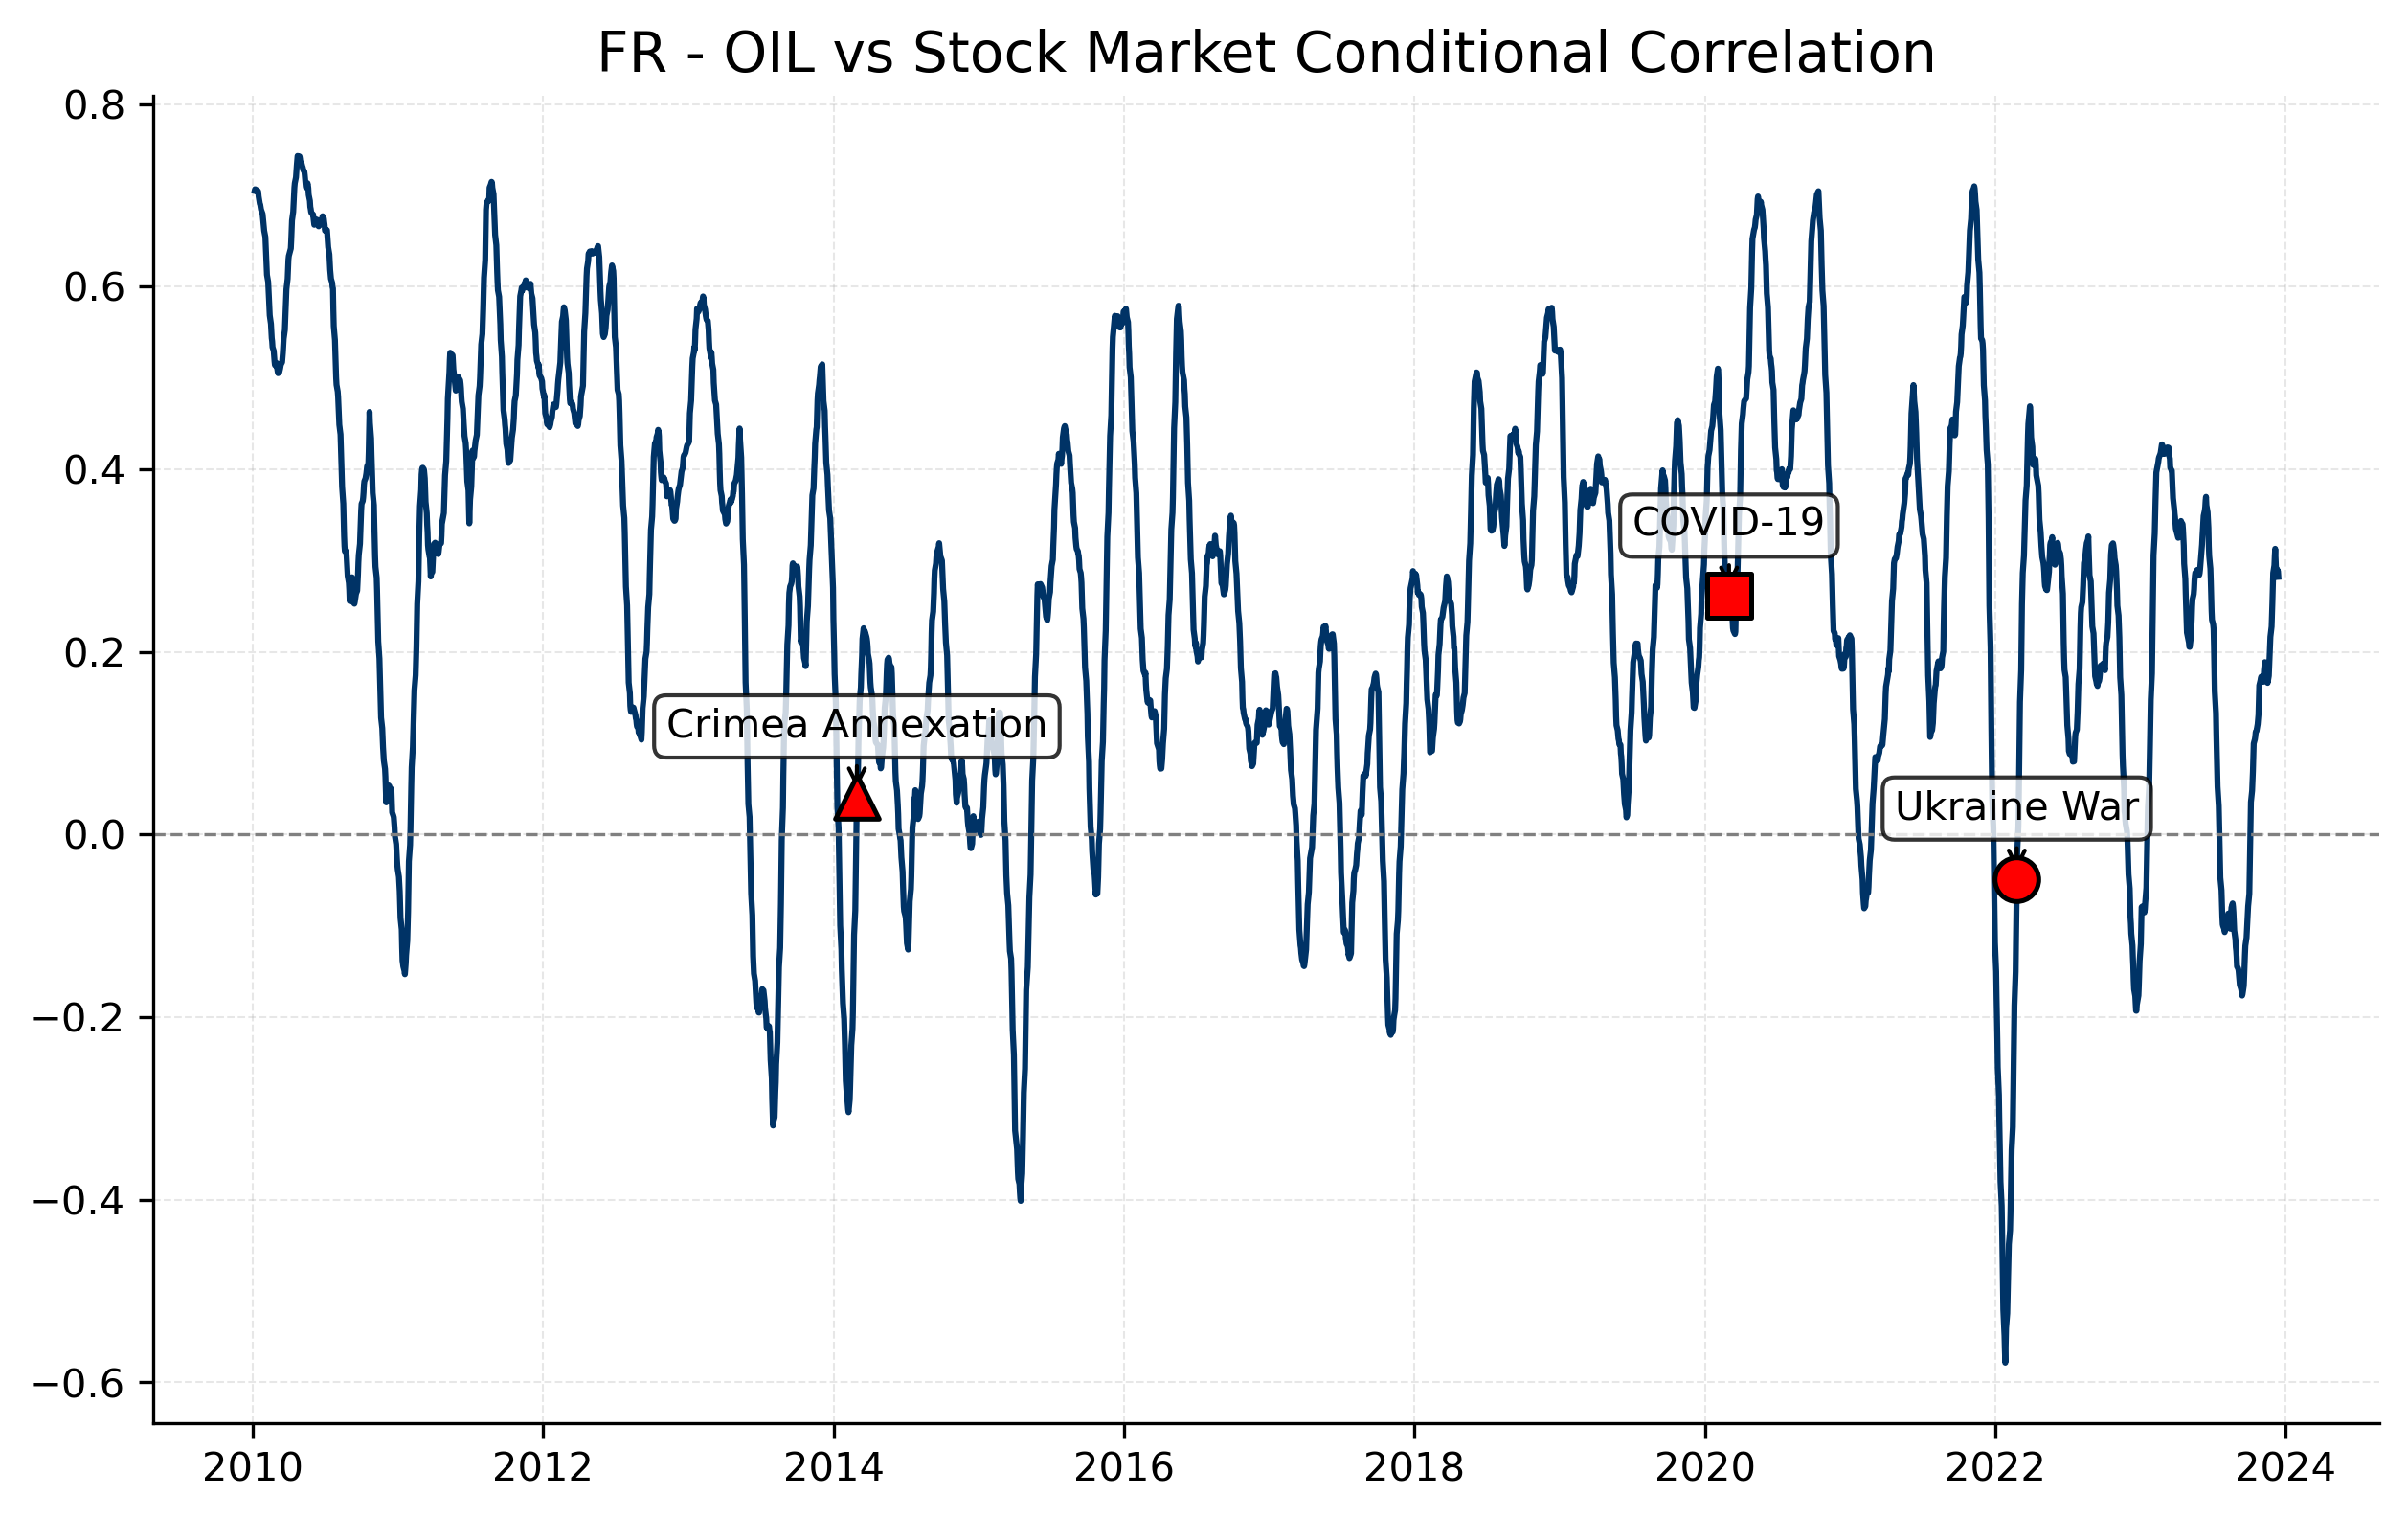 FR - OIL vs Stock Market Conditional Correlation
0.8
0.6
0.4
0.2
0.0
−0.2
−0.4
−0.6
COVID-19
Crimea Annexation
Ukraine War
2010 2012 2014 2016 2018 2020 2022 2024